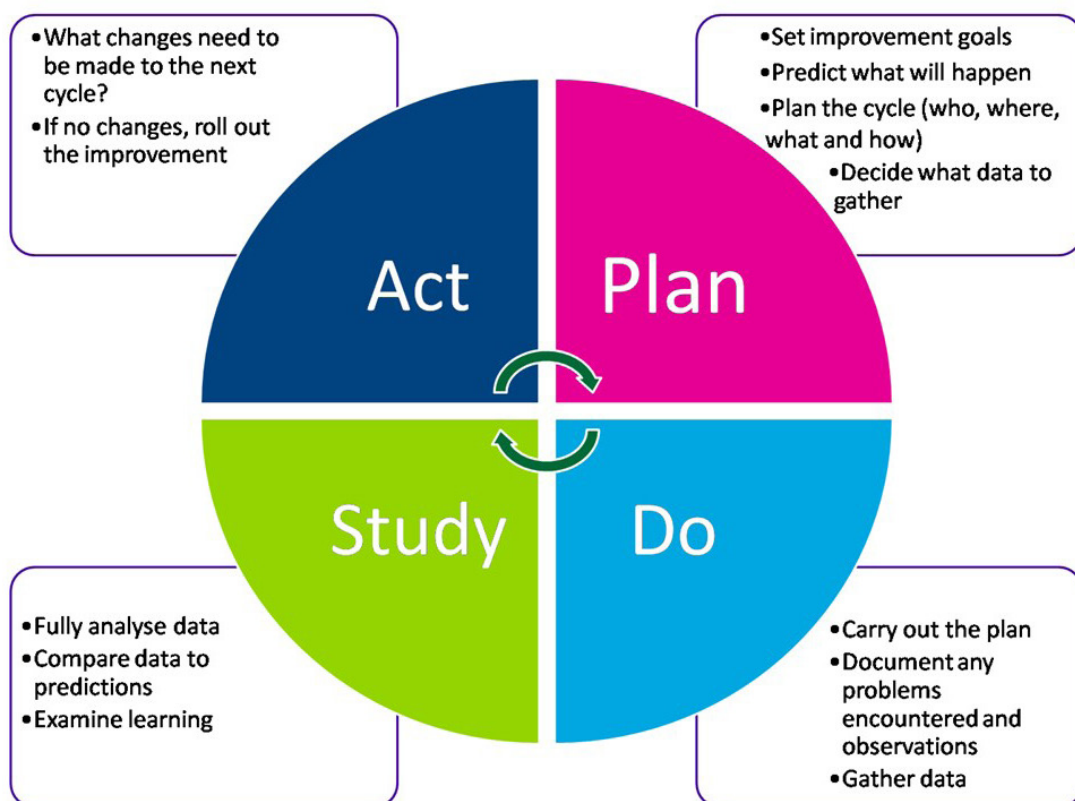 •What changes need to
be made to the next
cycle?
•If no changes, roll out
the improvement
•Set improvement goals
•Predict what will happen
•Plan the cycle (who, where,
what and how)
•Decide what data to
gather
Act
Plan
Study
Do
•Fully analyse data
•Compare data to
predictions
•Examine learning
•Carry out the plan
•Document any
problems
encountered and
observations
•Gather data